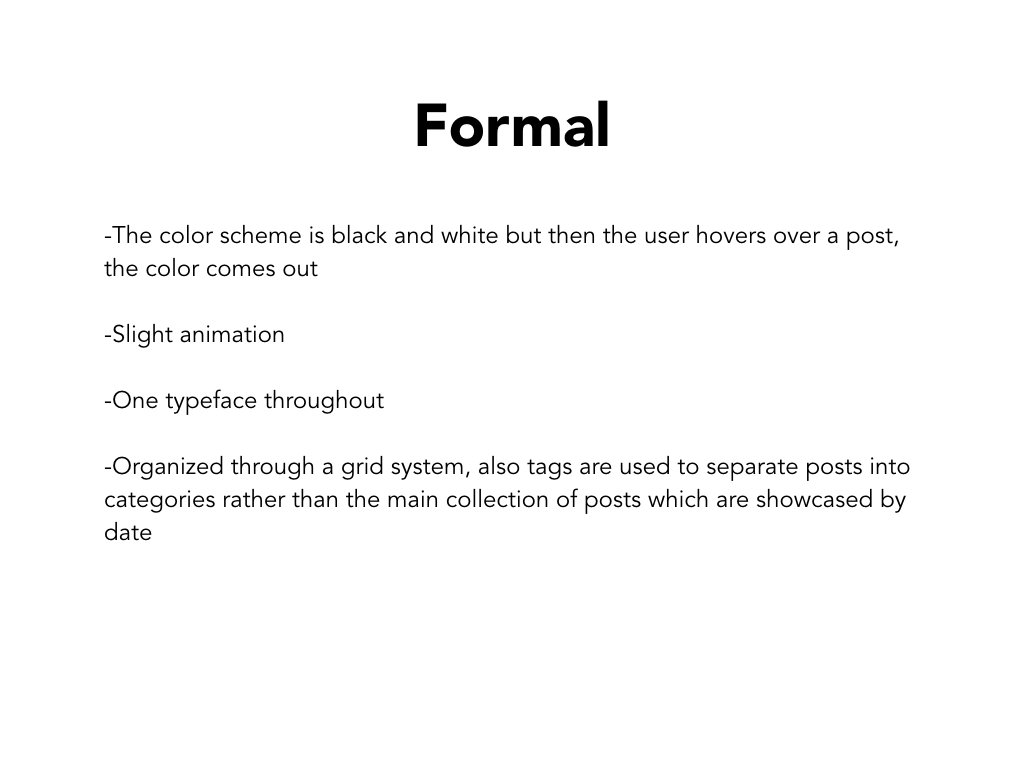 Formal
-The color scheme is black and white but then the user hovers over a post,
the color comes out
-Slight animation
-One typeface throughout
-Organized through a grid system, also tags are used to separate posts into
categories rather than the main collection of posts which are showcased by
date